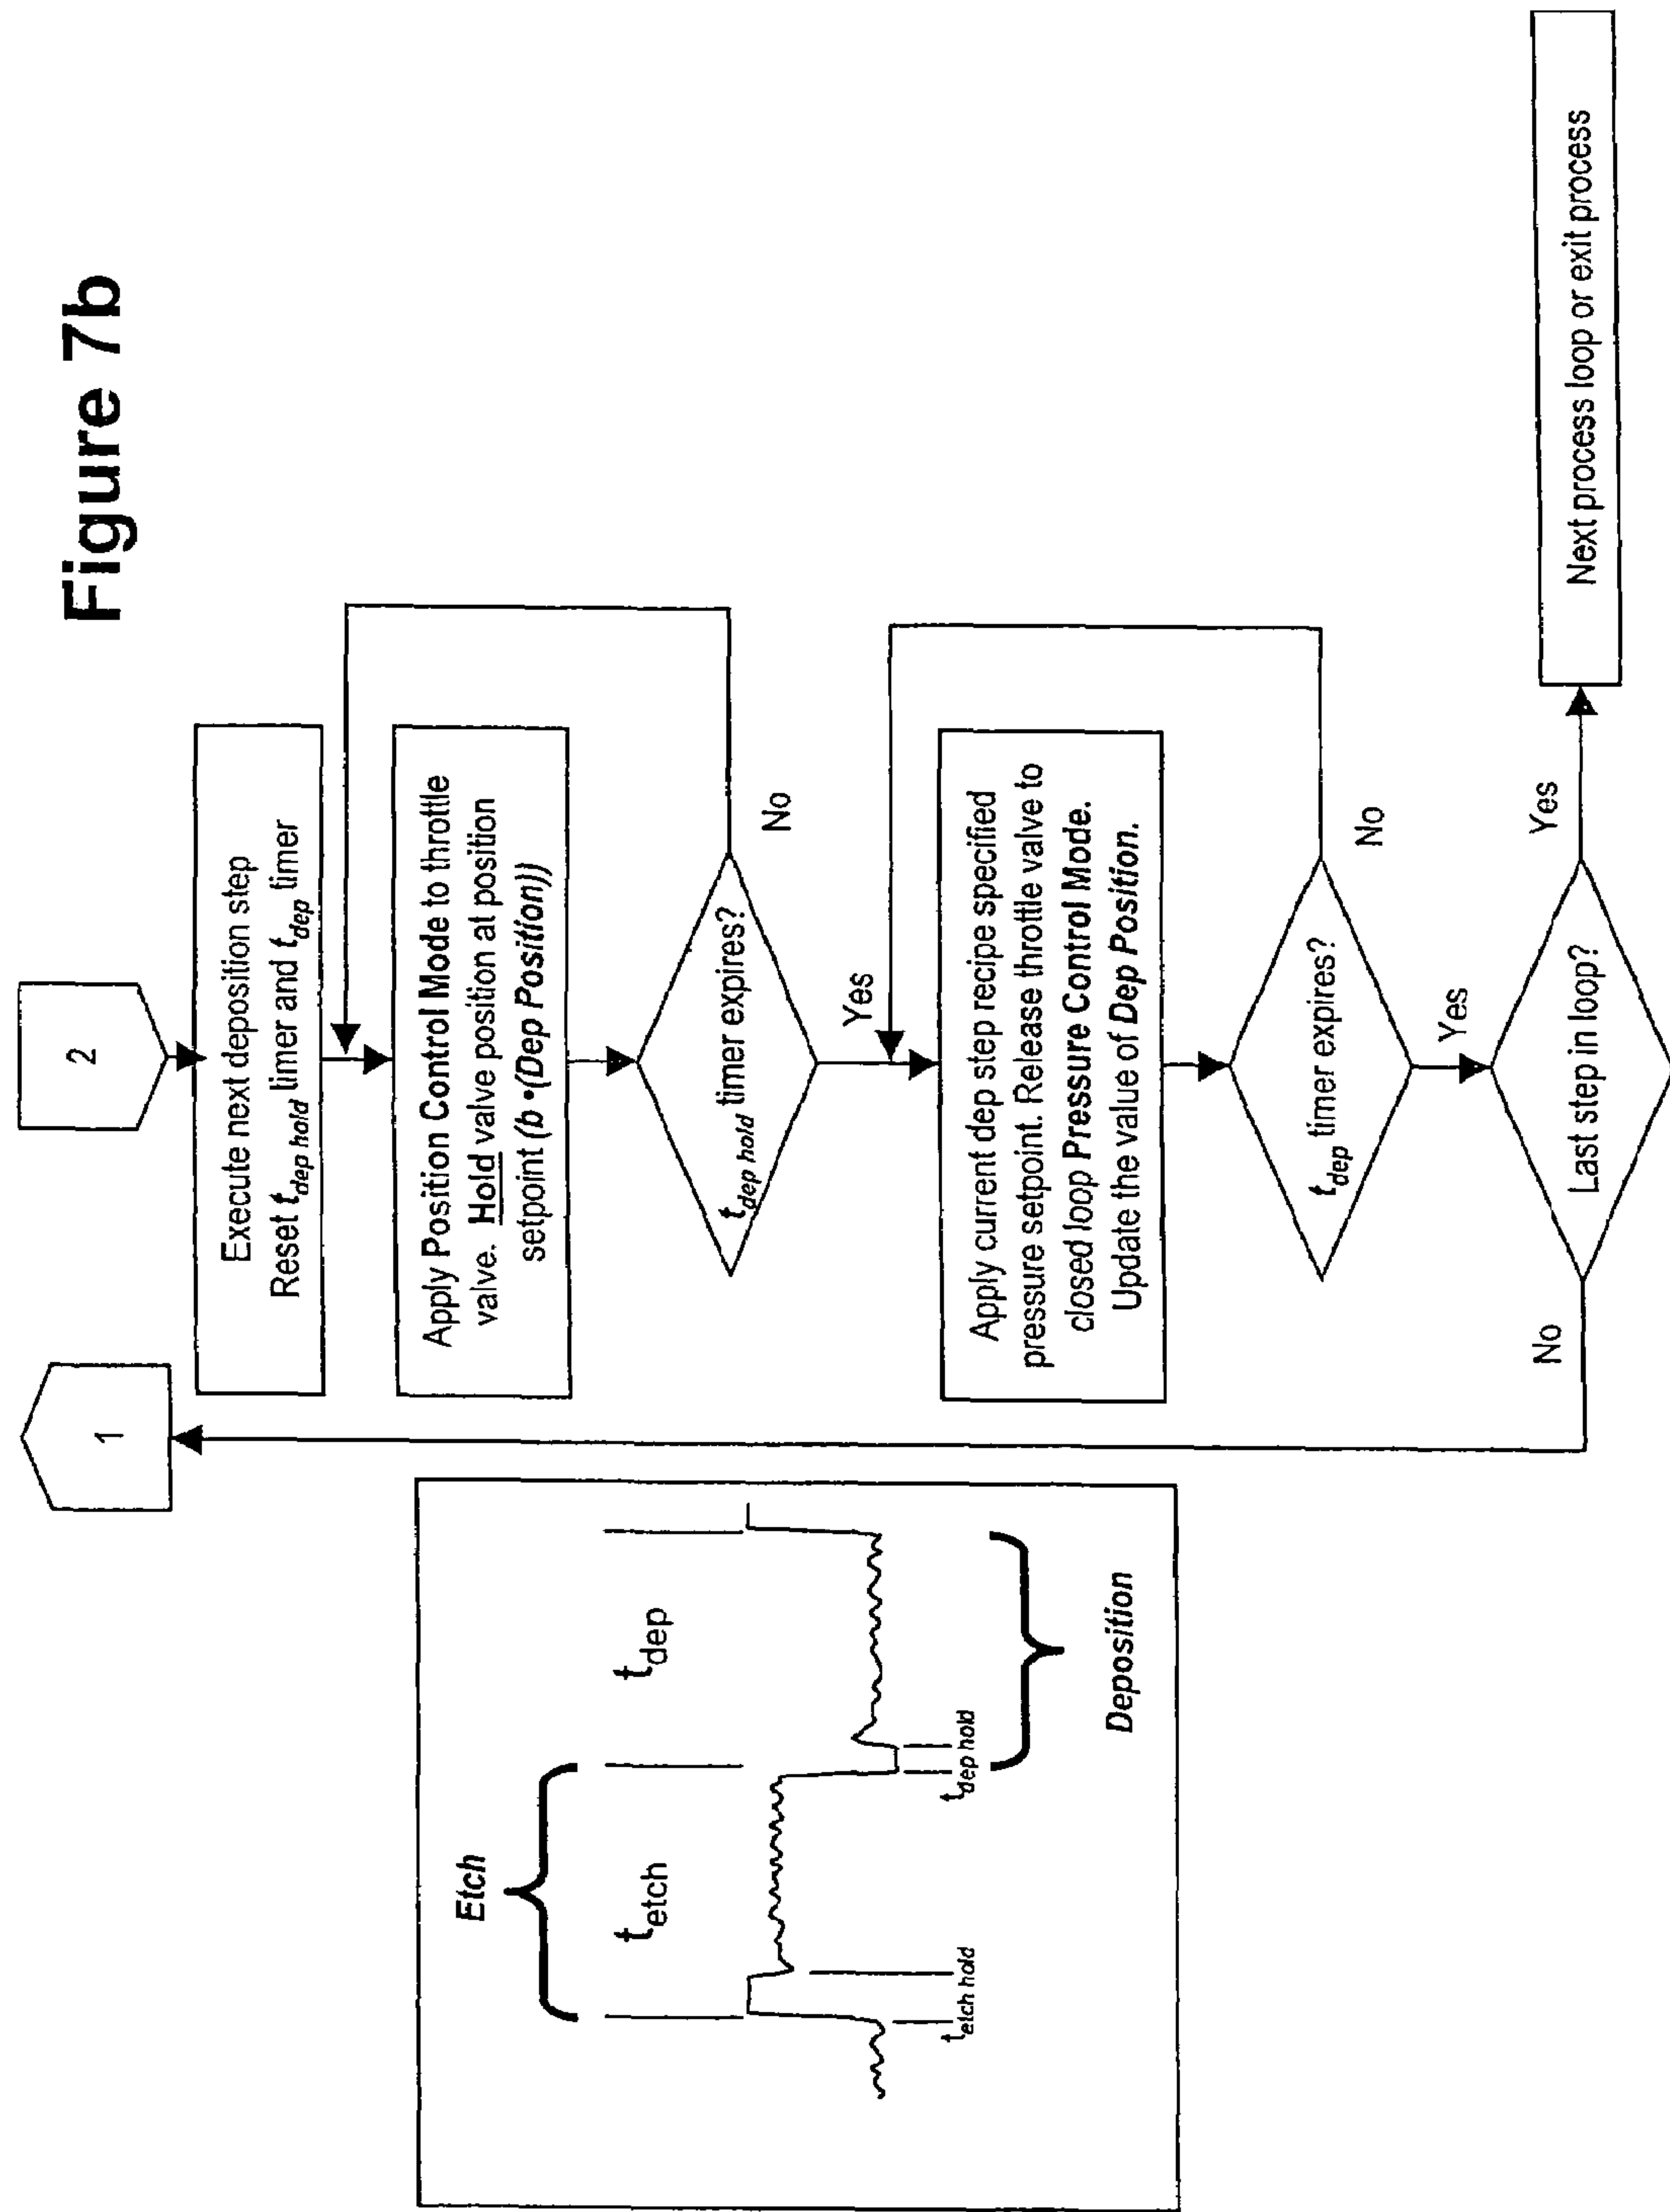 Figure 7b
2
Execute next deposition step
Reset t_dep hold timer and t_dep timer
Apply Position Control Mode to throttle
valve. Hold valve position at position
setpoint (b •(Dep Position))
t_dep hold timer expires?
No
Yes
Apply current dep step recipe specified
pressure setpoint. Release throttle valve to
closed loop Pressure Control Mode.
Update the value of Dep Position.
t_dep timer expires?
No
Yes
Last step in loop?
Yes
No
Next process loop or exit process
1
Etch
t_etch
t_dep
t_etch hold
t_dep hold
Deposition